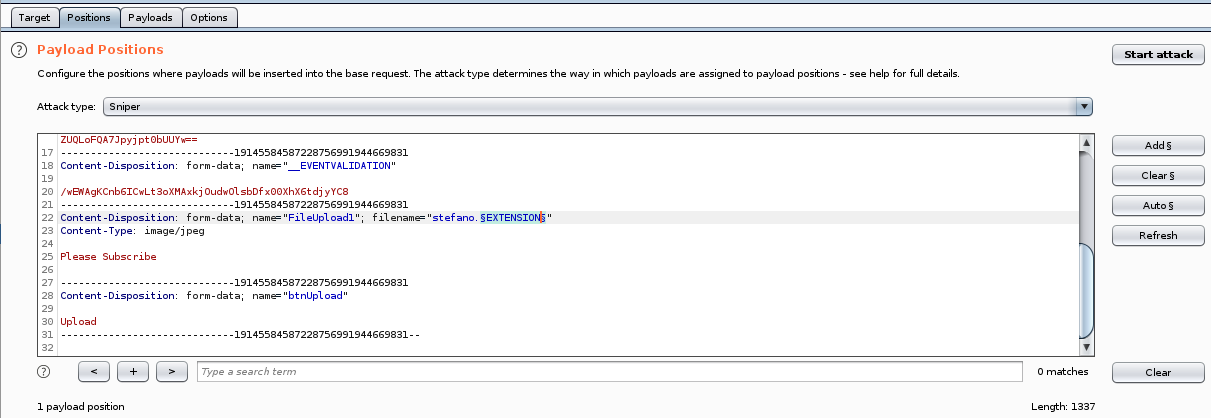 Target Positions Payloads Options
? Payload Positions
Start attack
Configure the positions where payloads will be inserted into the base request. The attack type determines the way in which payloads are assigned to payload positions - see help for full details.
Attack type: Sniper
ZUQLoFQA7Jpyjpt0bUUYw==
17 -----------------------------19145584587228756991944669831
18 Content-Disposition: form-data; name="__EVENTVALIDATION"
19
20 /wEWAgKCnb6ICwLt3oXMAxkjOudwOlsbDfx00XhX6tdjyYC8
21 -----------------------------19145584587228756991944669831
22 Content-Disposition: form-data; name="FileUpload1"; filename="stefano.§EXTENSION§"
23 Content-Type: image/jpeg
24
25 Please Subscribe
26
27 -----------------------------19145584587228756991944669831
28 Content-Disposition: form-data; name="btnUpload"
29
30 Upload
31 -----------------------------19145584587228756991944669831--
32
Add §
Clear §
Auto §
Refresh
? < + > Type a search term 0 matches Clear
1 payload position Length: 1337